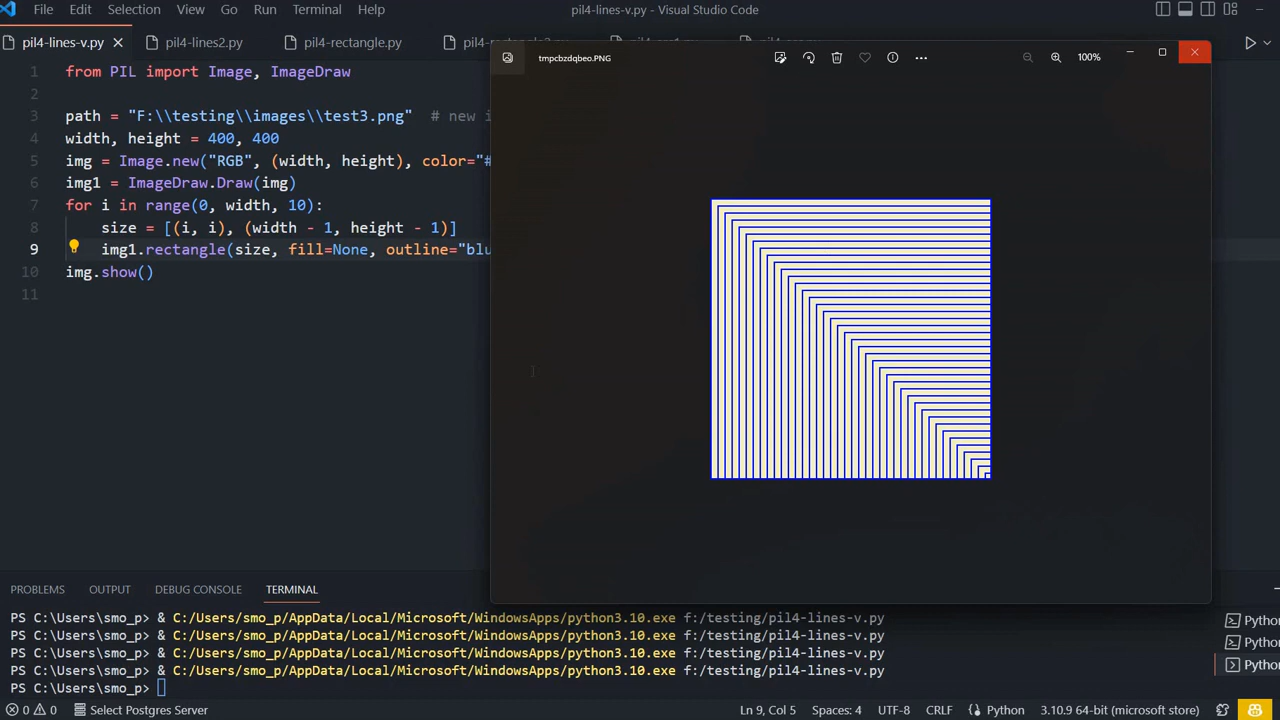 File Edit Selection View Go Run Terminal Help pil4-lines-v.py - Visual Studio Code
pil4-lines-v.py pil4-lines2.py pil4-rectangle.py
tmpcbzdqbeo.PNG 100%
1 from PIL import Image, ImageDraw
2
3 path = "F:\\testing\\images\\test3.png" # new i
4 width, height = 400, 400
5 img = Image.new("RGB", (width, height), color="#
6 img1 = ImageDraw.Draw(img)
7 for i in range(0, width, 10):
8 size = [(i, i), (width - 1, height - 1)]
9 img1.rectangle(size, fill=None, outline="blu
10 img.show()
11
PROBLEMS OUTPUT DEBUG CONSOLE TERMINAL
PS C:\Users\smo_p> & C:/Users/smo_p/AppData/Local/Microsoft/WindowsApps/python3.10.exe f:/testing/pil4-lines-v.py
PS C:\Users\smo_p> & C:/Users/smo_p/AppData/Local/Microsoft/WindowsApps/python3.10.exe f:/testing/pil4-lines-v.py
PS C:\Users\smo_p> & C:/Users/smo_p/AppData/Local/Microsoft/WindowsApps/python3.10.exe f:/testing/pil4-lines-v.py
PS C:\Users\smo_p> & C:/Users/smo_p/AppData/Local/Microsoft/WindowsApps/python3.10.exe f:/testing/pil4-lines-v.py
PS C:\Users\smo_p>
Python
Python
Python
0 0 Select Postgres Server Ln 9, Col 5 Spaces: 4 UTF-8 CRLF Python 3.10.9 64-bit (microsoft store)